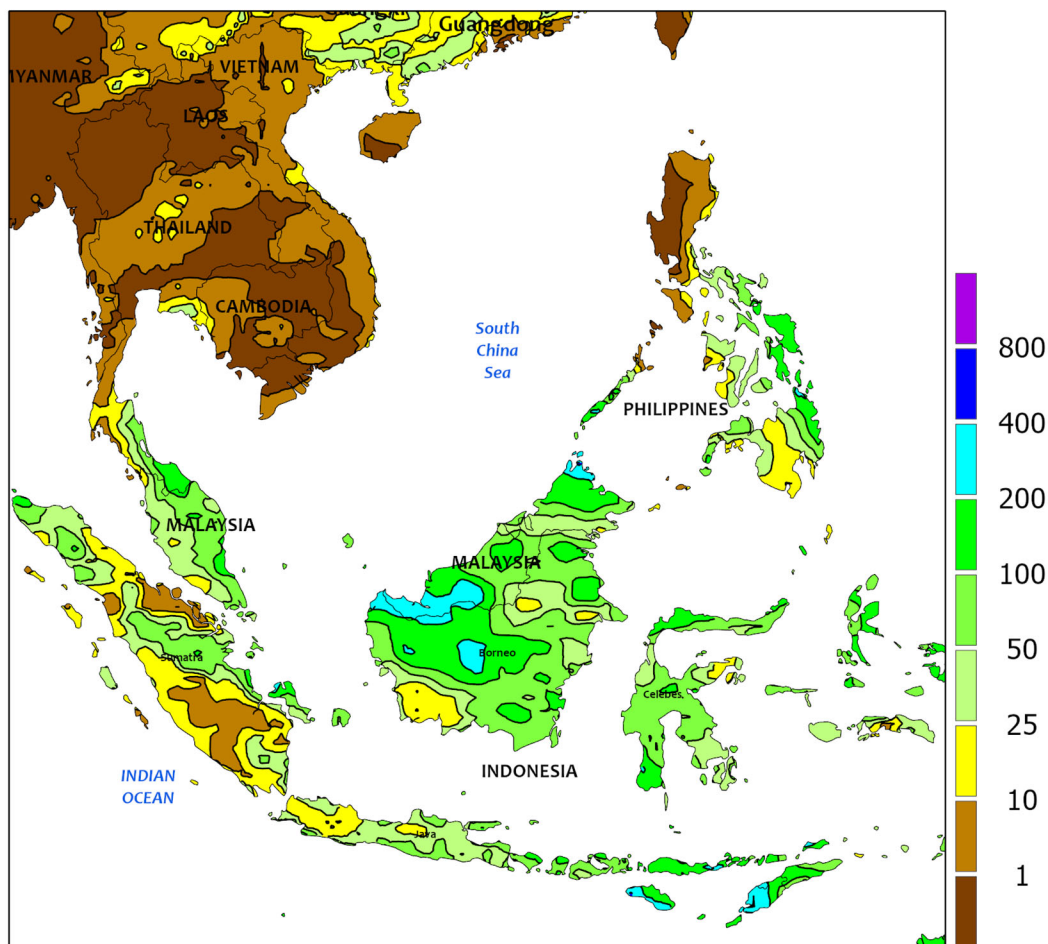 Guangdong
MYANMAR
VIETNAM
LAOS
THAILAND
CAMBODIA
South
China
Sea
PHILIPPINES
MALAYSIA
MALAYSIA
Borneo
Sumatra
Celebes
INDIAN
OCEAN
INDONESIA
Java
800
400
200
100
50
25
10
1